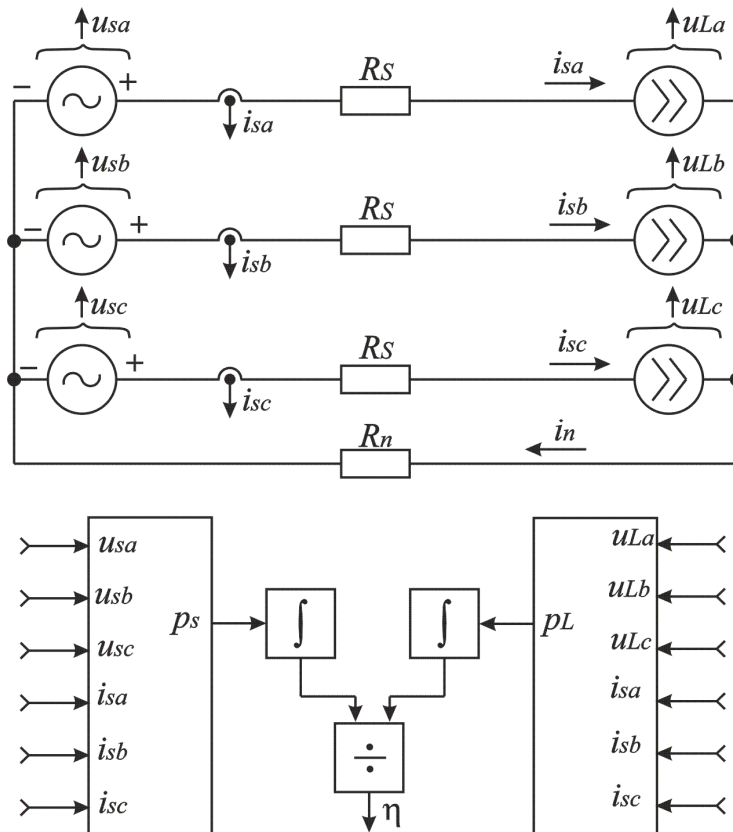 usa uLa
− + RS isa
isa
usb uLb
− + RS isb
isb
usc uLc
− + RS isc
isc
Rn in
usa uLa
usb uLb
ps ∫ ∫ pL
usc uLc
isa isa
isb ÷ isb
isc η isc